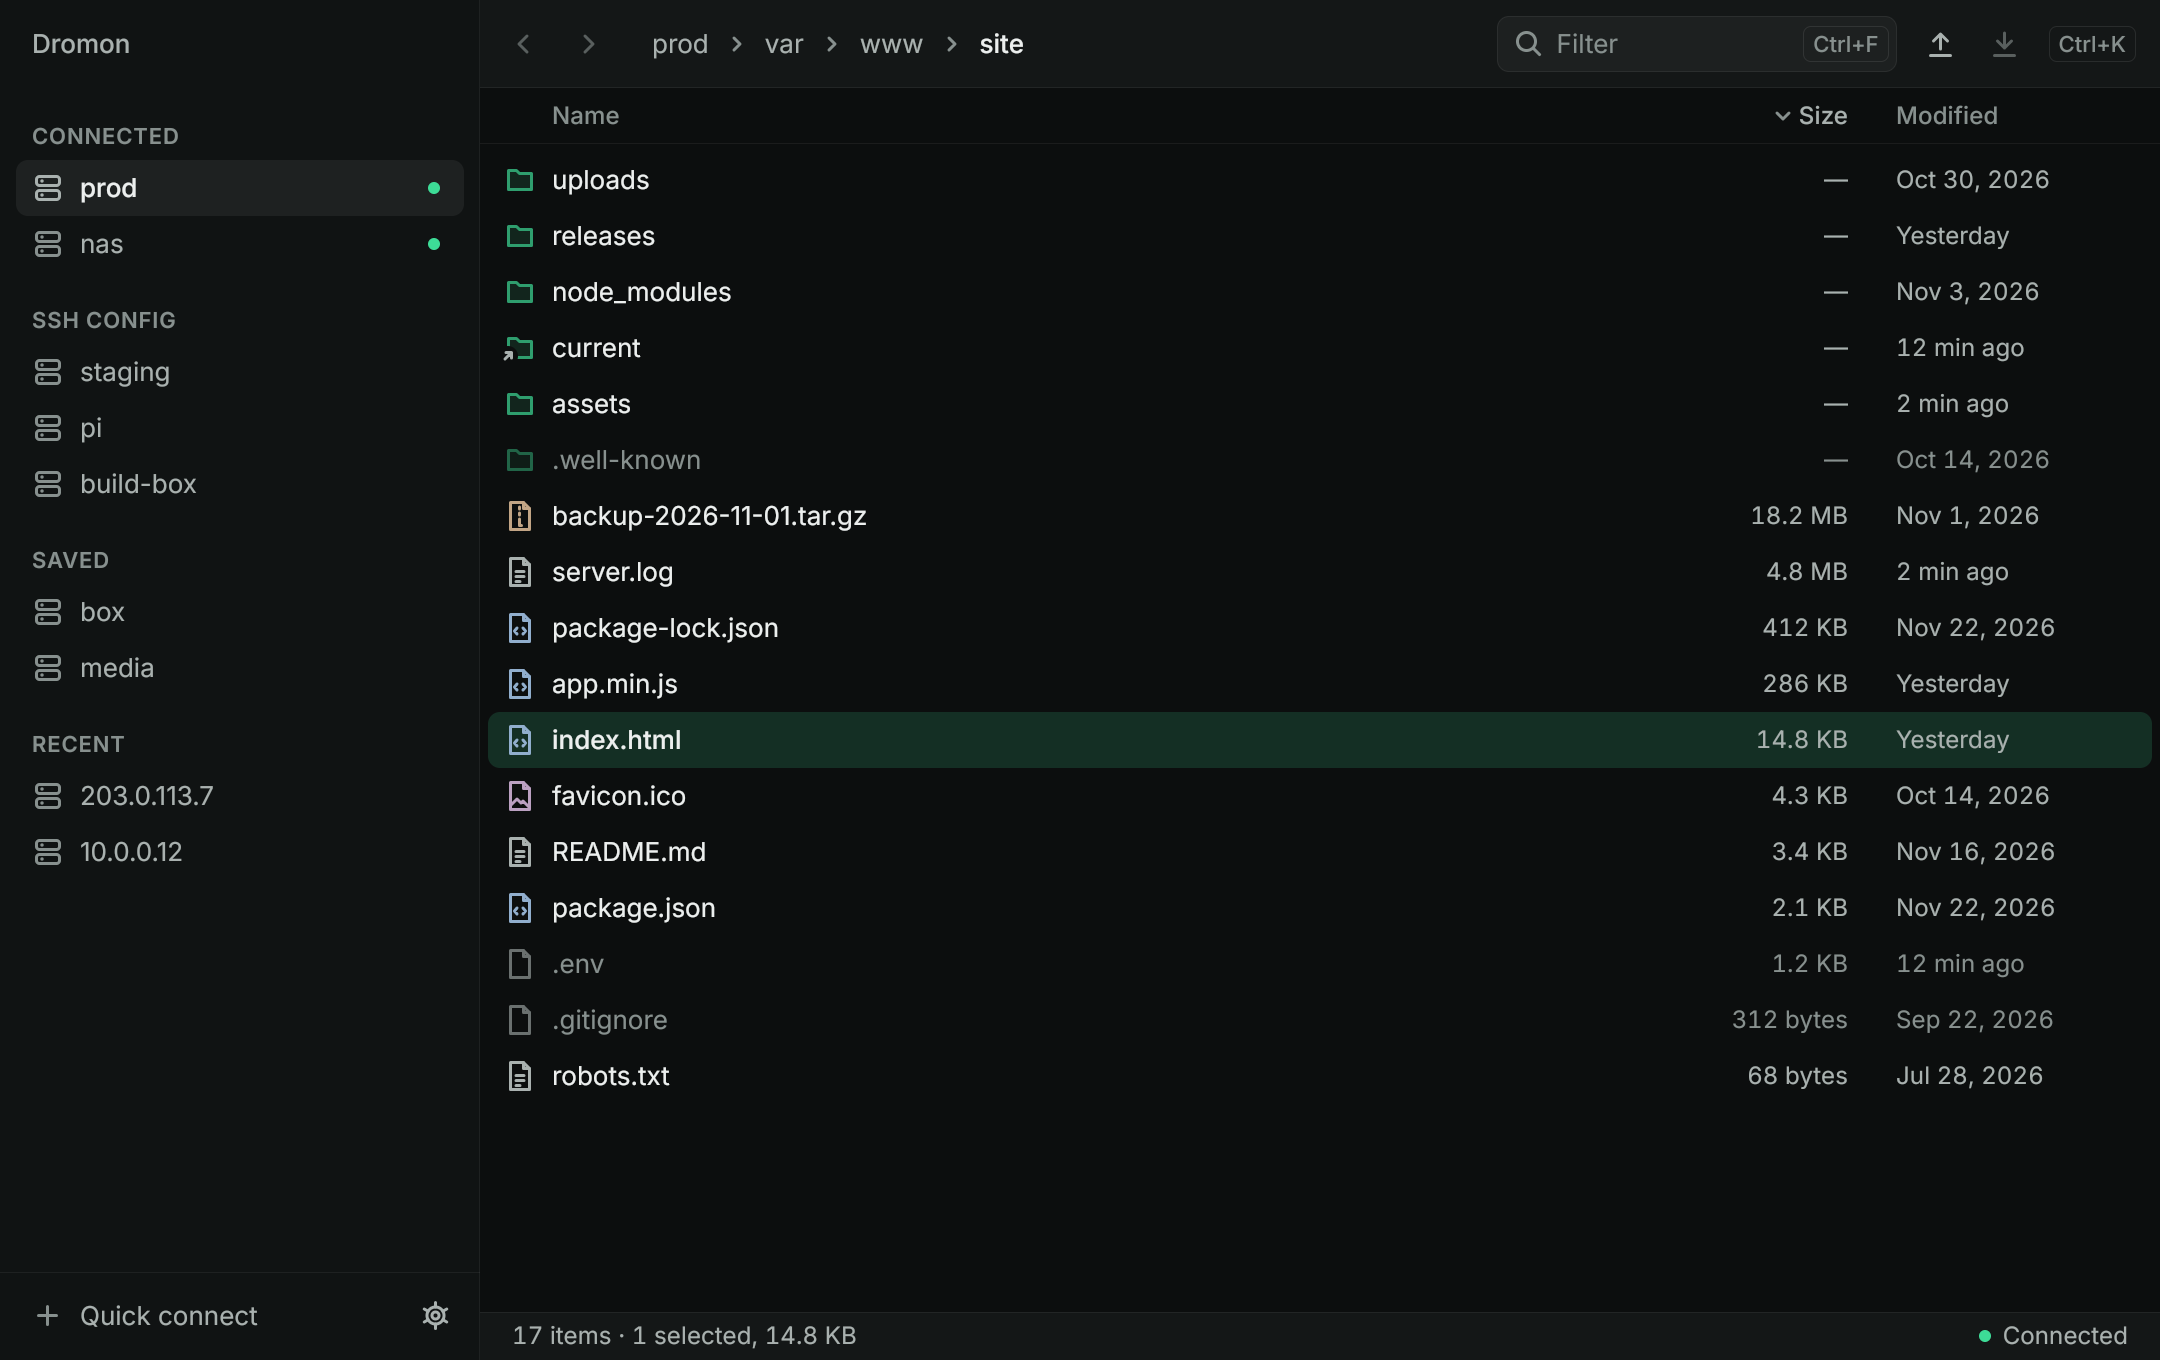 Dromon
CONNECTED
prod
nas
SSH CONFIG
staging
pi
build-box
SAVED
box
media
RECENT
203.0.113.7
10.0.0.12
Quick connect
prod var www site
Filter Ctrl+F Ctrl+K
Name Size Modified
uploads — Oct 30, 2026
releases — Yesterday
node_modules — Nov 3, 2026
current — 12 min ago
assets — 2 min ago
.well-known — Oct 14, 2026
backup-2026-11-01.tar.gz 18.2 MB Nov 1, 2026
server.log 4.8 MB 2 min ago
package-lock.json 412 KB Nov 22, 2026
app.min.js 286 KB Yesterday
index.html 14.8 KB Yesterday
favicon.ico 4.3 KB Oct 14, 2026
README.md 3.4 KB Nov 16, 2026
package.json 2.1 KB Nov 22, 2026
.env 1.2 KB 12 min ago
.gitignore 312 bytes Sep 22, 2026
robots.txt 68 bytes Jul 28, 2026
17 items · 1 selected, 14.8 KB Connected